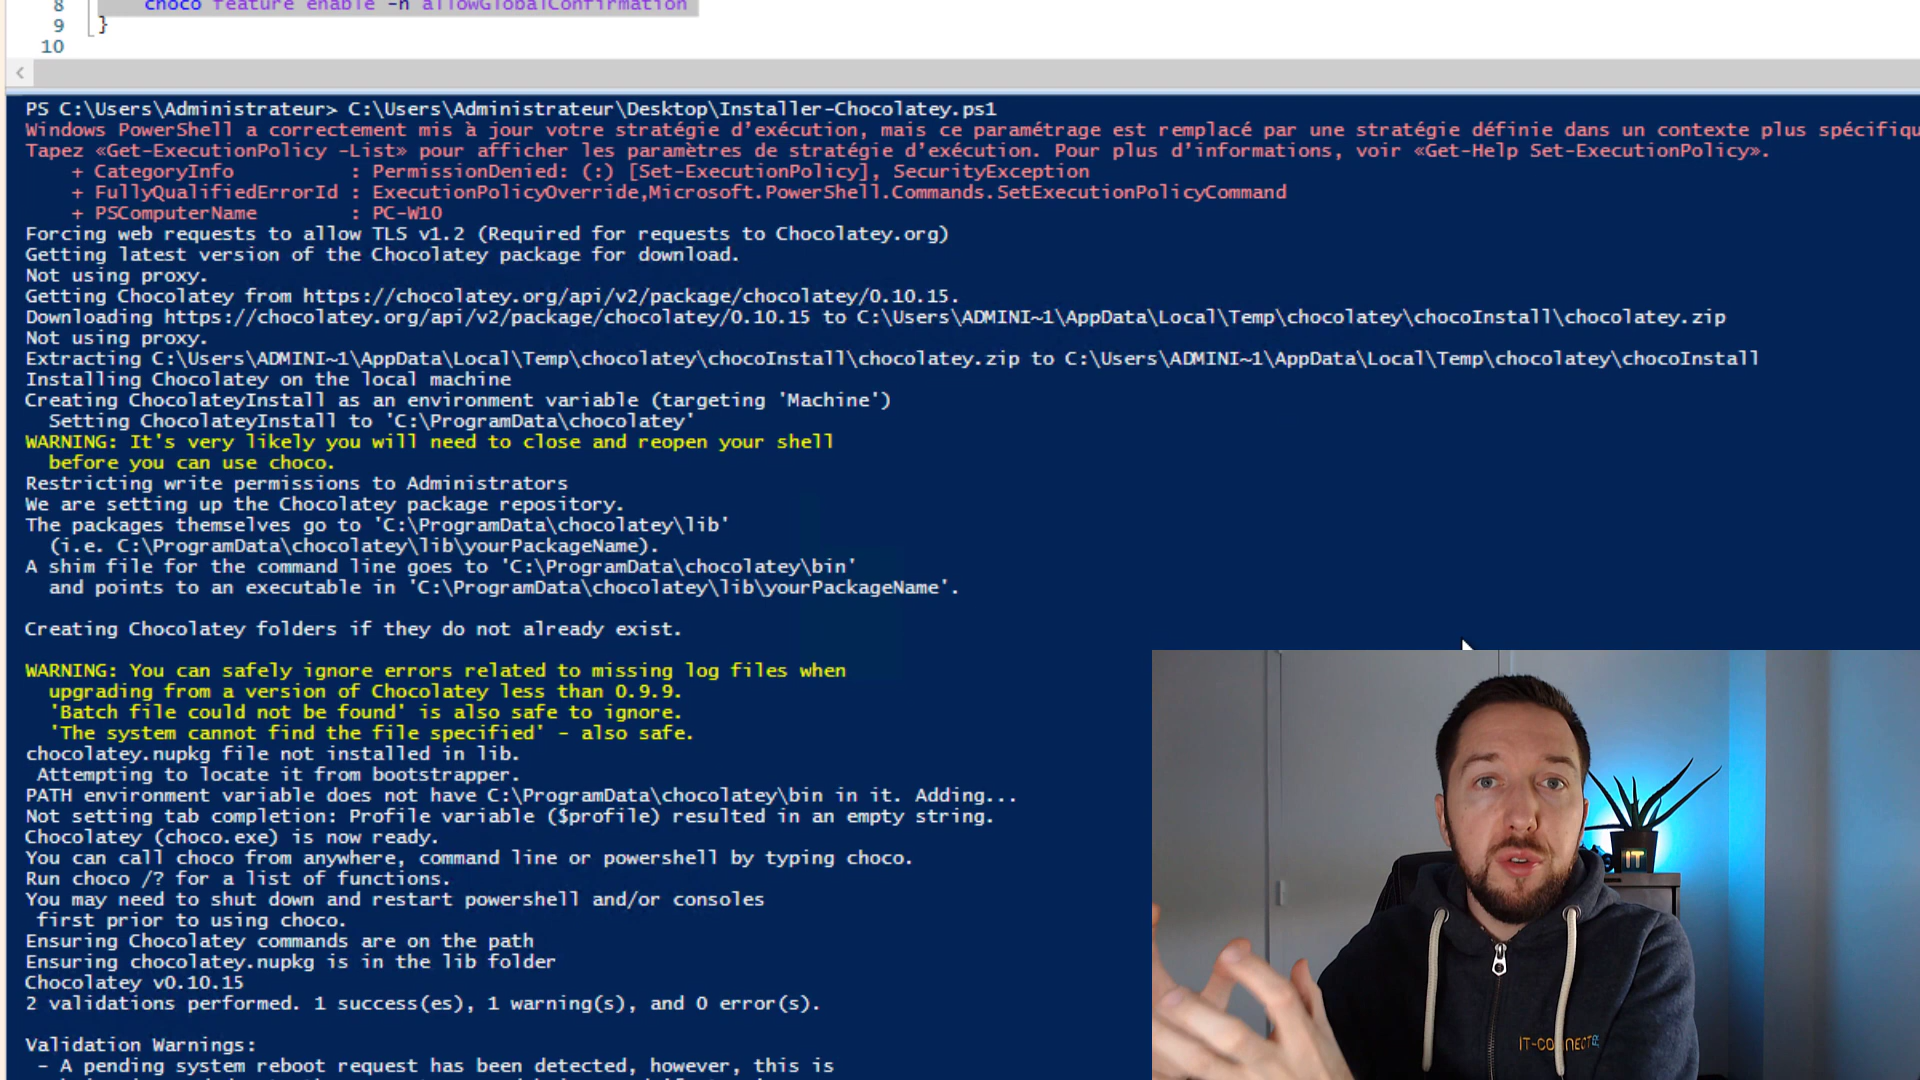 8 choco feature enable -n allowGlobalConfirmation
9 }
10
PS C:\Users\Administrateur> C:\Users\Administrateur\Desktop\Installer-Chocolatey.ps1
Windows PowerShell a correctement mis à jour votre stratégie d’exécution, mais ce paramétrage est remplacé par une stratégie définie dans un contexte plus
Tapez «Get-ExecutionPolicy -List» pour afficher les paramètres de stratégie d’exécution. Pour plus d’informations, voir «Get-Help Set-ExecutionPolicy».
+ CategoryInfo : PermissionDenied: (:) [Set-ExecutionPolicy], SecurityException
+ FullyQualifiedErrorId : ExecutionPolicyOverride,Microsoft.PowerShell.Commands.SetExecutionPolicyCommand
+ PSComputerName : PC-W10
Forcing web requests to allow TLS v1.2 (Required for requests to Chocolatey.org)
Getting latest version of the Chocolatey package for download.
Not using proxy.
Getting Chocolatey from https://chocolatey.org/api/v2/package/chocolatey/0.10.15.
Downloading https://chocolatey.org/api/v2/package/chocolatey/0.10.15 to C:\Users\ADMINI~1\AppData\Local\Temp\chocolatey\chocoInstall\chocolatey.zip
Not using proxy.
Extracting C:\Users\ADMINI~1\AppData\Local\Temp\chocolatey\chocoInstall\chocolatey.zip to C:\Users\ADMINI~1\AppData\Local\Temp\chocolatey\chocoInstall
Installing Chocolatey on the local machine
Creating ChocolateyInstall as an environment variable (targeting 'Machine')
Setting ChocolateyInstall to 'C:\ProgramData\chocolatey'
WARNING: It's very likely you will need to close and reopen your shell
before you can use choco.
Restricting write permissions to Administrators
We are setting up the Chocolatey package repository.
The packages themselves go to 'C:\ProgramData\chocolatey\lib'
(i.e. C:\ProgramData\chocolatey\lib\yourPackageName).
A shim file for the command line goes to 'C:\ProgramData\chocolatey\bin'
and points to an executable in 'C:\ProgramData\chocolatey\lib\yourPackageName'.
Creating Chocolatey folders if they do not already exist.
WARNING: You can safely ignore errors related to missing log files when
upgrading from a version of Chocolatey less than 0.9.9.
'Batch file could not be found' is also safe to ignore.
'The system cannot find the file specified' - also safe.
chocolatey.nupkg file not installed in lib.
Attempting to locate it from bootstrapper.
PATH environment variable does not have C:\ProgramData\chocolatey\bin in it. Adding...
Not setting tab completion: Profile variable ($profile) resulted in an empty string.
Chocolatey (choco.exe) is now ready.
You can call choco from anywhere, command line or powershell by typing choco.
Run choco /? for a list of functions.
You may need to shut down and restart powershell and/or consoles
first prior to using choco.
Ensuring Chocolatey commands are on the path
Ensuring chocolatey.nupkg is in the lib folder
Chocolatey v0.10.15
2 validations performed. 1 success(es), 1 warning(s), and 0 error(s).
Validation Warnings:
- A pending system reboot request has been detected, however, this is
IT
IT-CONNECT